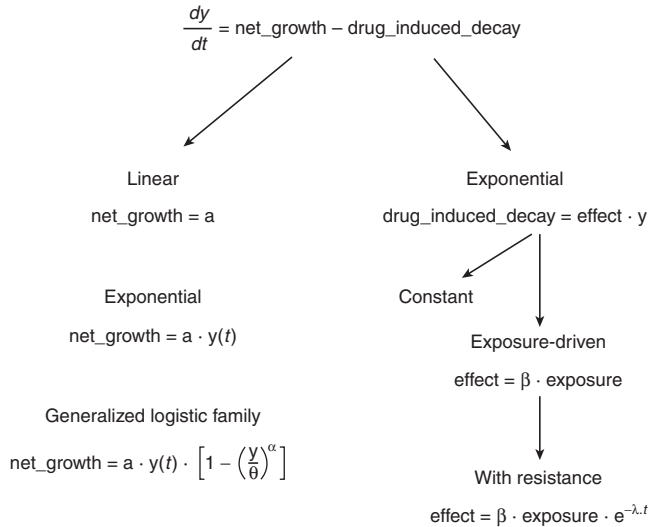 dy/dt = net_growth – drug_induced_decay
Linear
net_growth = a
Exponential
net_growth = a · y(t)
Generalized logistic family
net_growth = a · y(t) · [1 – (y/θ)^α]
Exponential
drug_induced_decay = effect · y
Constant
Exposure-driven
effect = β · exposure
With resistance
effect = β · exposure · e^–λ.t